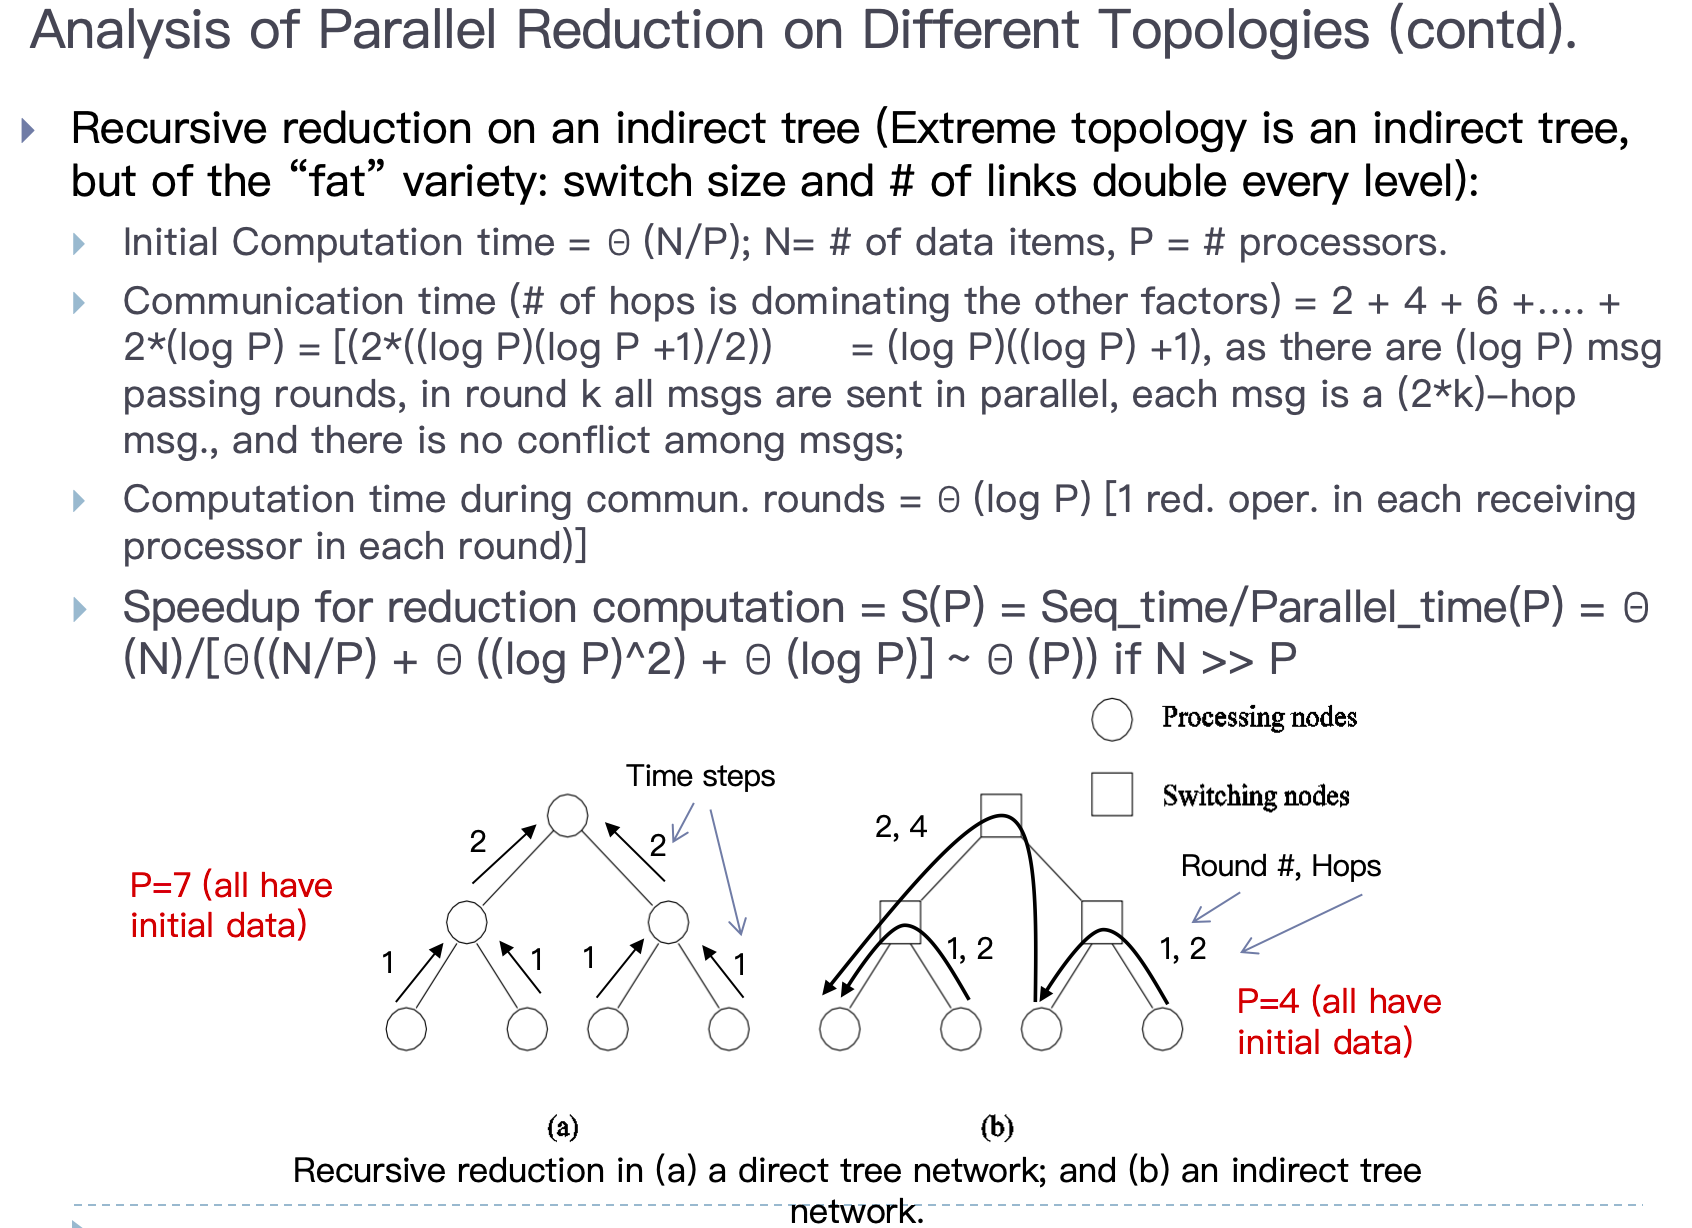 Analysis of Parallel Reduction on Different Topologies (contd).
Recursive reduction on an indirect tree (Extreme topology is an indirect tree,
but of the “fat” variety: switch size and # of links double every level):
Initial Computation time = Θ (N/P); N= # of data items, P = # processors.
Communication time (# of hops is dominating the other factors) = 2 + 4 + 6 +…. +
2*(log P) = [(2*((log P)(log P +1)/2)) = (log P)((log P) +1), as there are (log P) msg
passing rounds, in round k all msgs are sent in parallel, each msg is a (2*k)–hop
msg., and there is no conflict among msgs;
Computation time during commun. rounds = Θ (log P) [1 red. oper. in each receiving
processor in each round)]
Speedup for reduction computation = S(P) = Seq_time/Parallel_time(P) = Θ
(N)/[Θ((N/P) + Θ ((log P)^2) + Θ (log P)] ~ Θ (P)) if N >> P
Processing nodes
Time steps
Switching nodes
2
2
2, 4
Round #, Hops
P=7 (all have
initial data)
1
1
1
1
1, 2
1, 2
P=4 (all have
initial data)
(a)
(b)
Recursive reduction in (a) a direct tree network; and (b) an indirect tree
network.